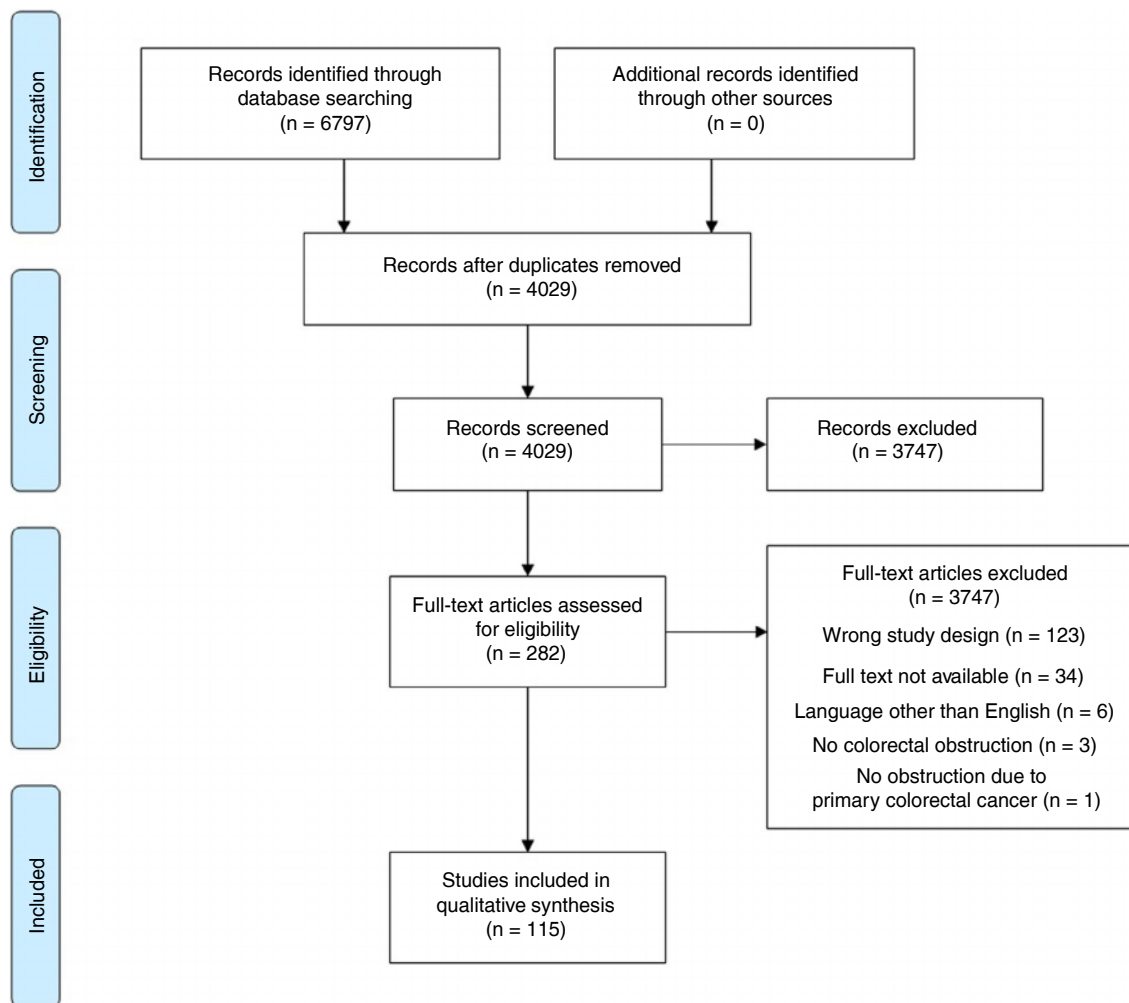 Identification
Records identified through
database searching
(n = 6797)
Additional records identified
through other sources
(n = 0)
Records after duplicates removed
(n = 4029)
Screening
Records screened
(n = 4029)
Records excluded
(n = 3747)
Eligibility
Full-text articles assessed
for eligibility
(n = 282)
Full-text articles excluded
(n = 3747)
Wrong study design (n = 123)
Full text not available (n = 34)
Language other than English (n = 6)
No colorectal obstruction (n = 3)
No obstruction due to
primary colorectal cancer (n = 1)
Included
Studies included in
qualitative synthesis
(n = 115)